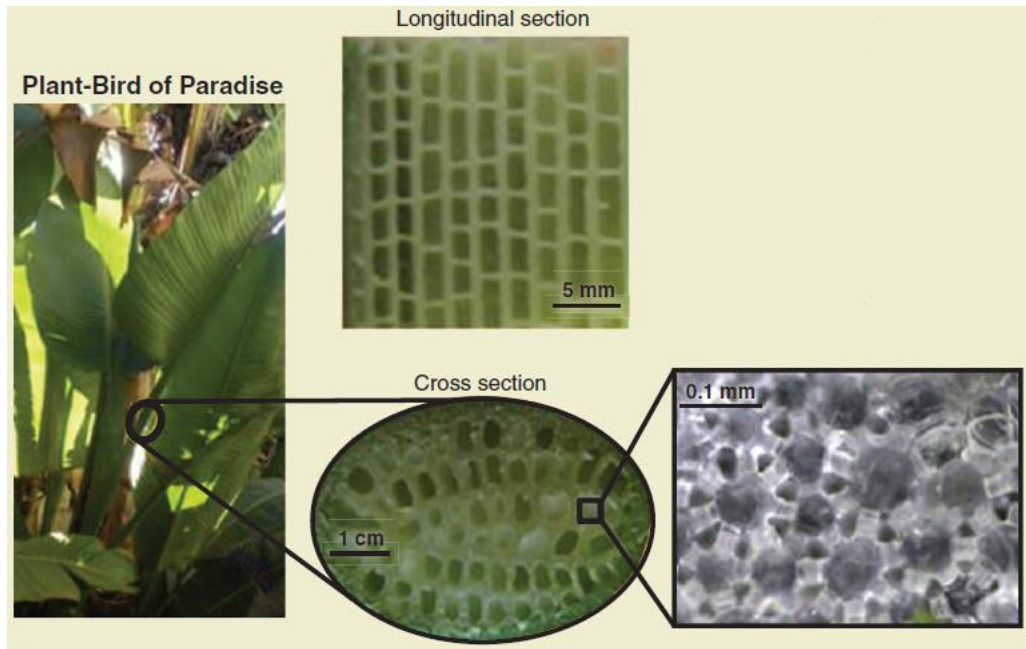 Longitudinal section
Plant-Bird of Paradise
5 mm
Cross section
0.1 mm
1 cm